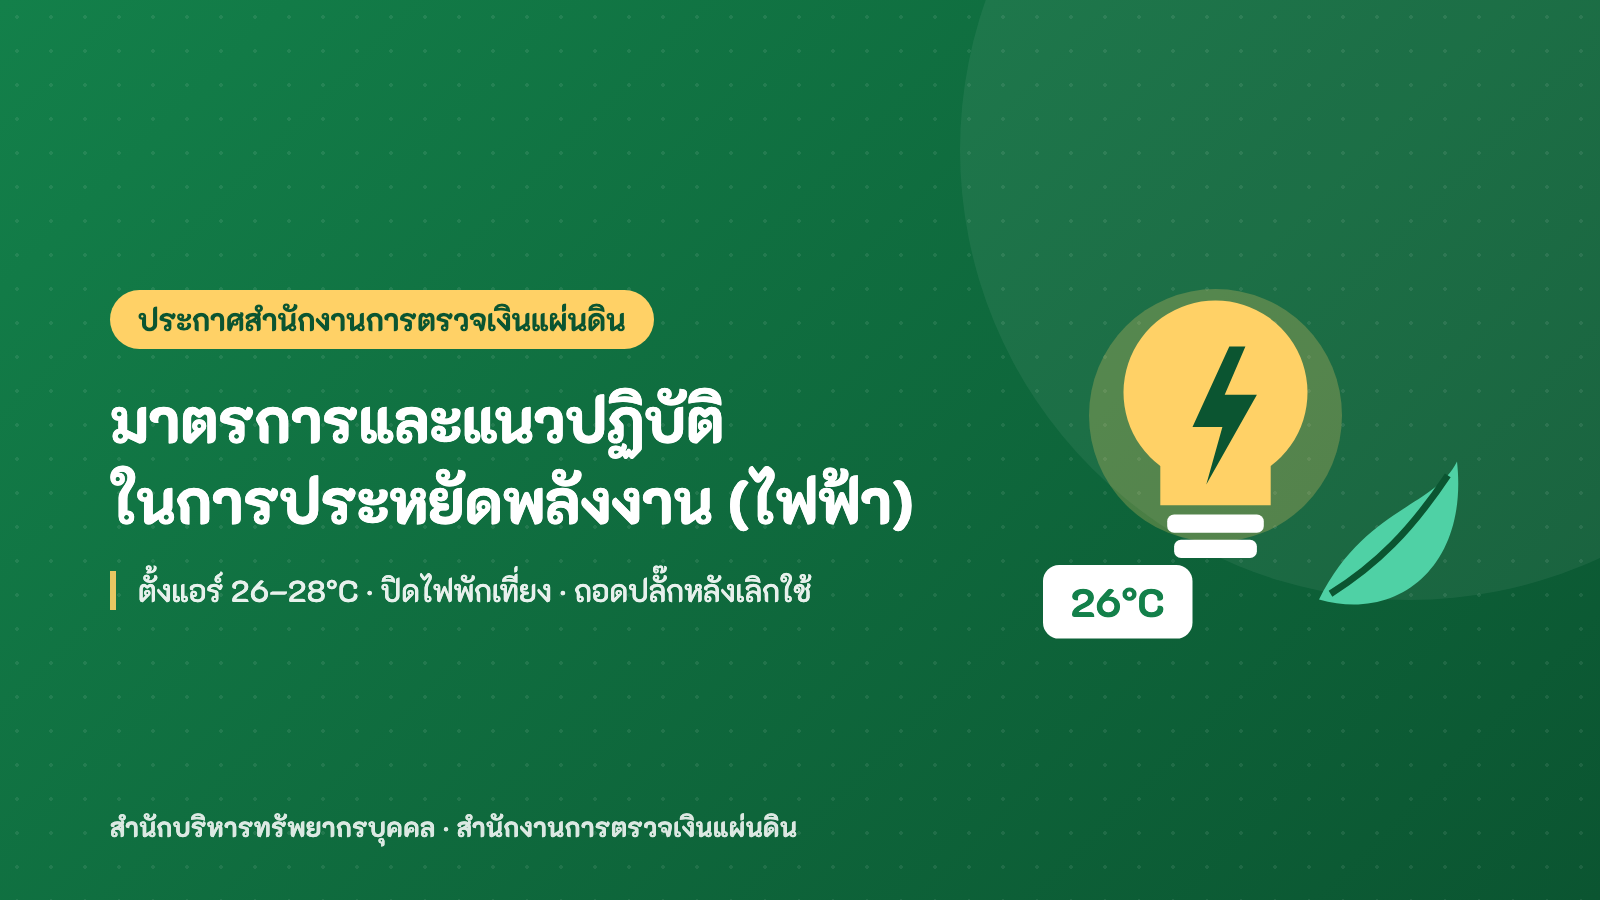 ประกาศสำนักงานการตรวจเงินแผ่นดิน
มาตรการและแนวปฏิบัติ
ในการประหยัดพลังงาน (ไฟฟ้า)
ตั้งแอร์ 26–28°C · ปิดไฟพักเที่ยง · ถอดปลั๊กหลังเลิกใช้
26°C
สำนักบริหารทรัพยากรบุคคล · สำนักงานการตรวจเงินแผ่นดิน